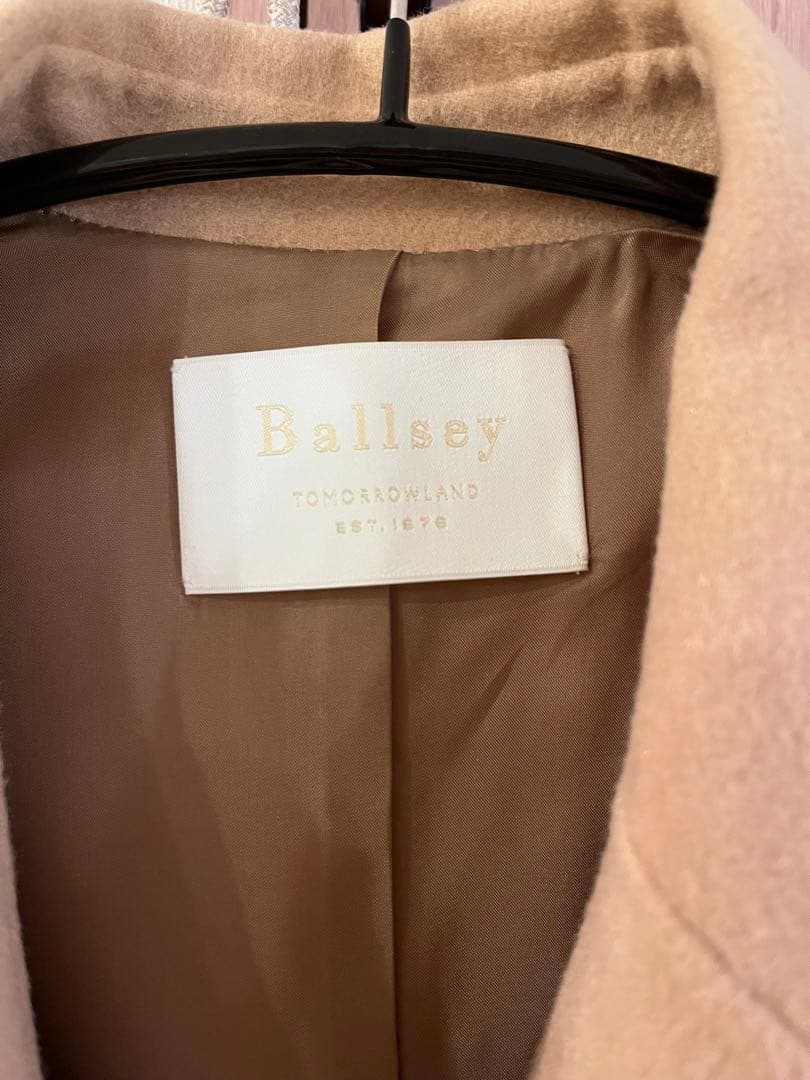 Ballsey
TOMORROWLAND
EST. 1978